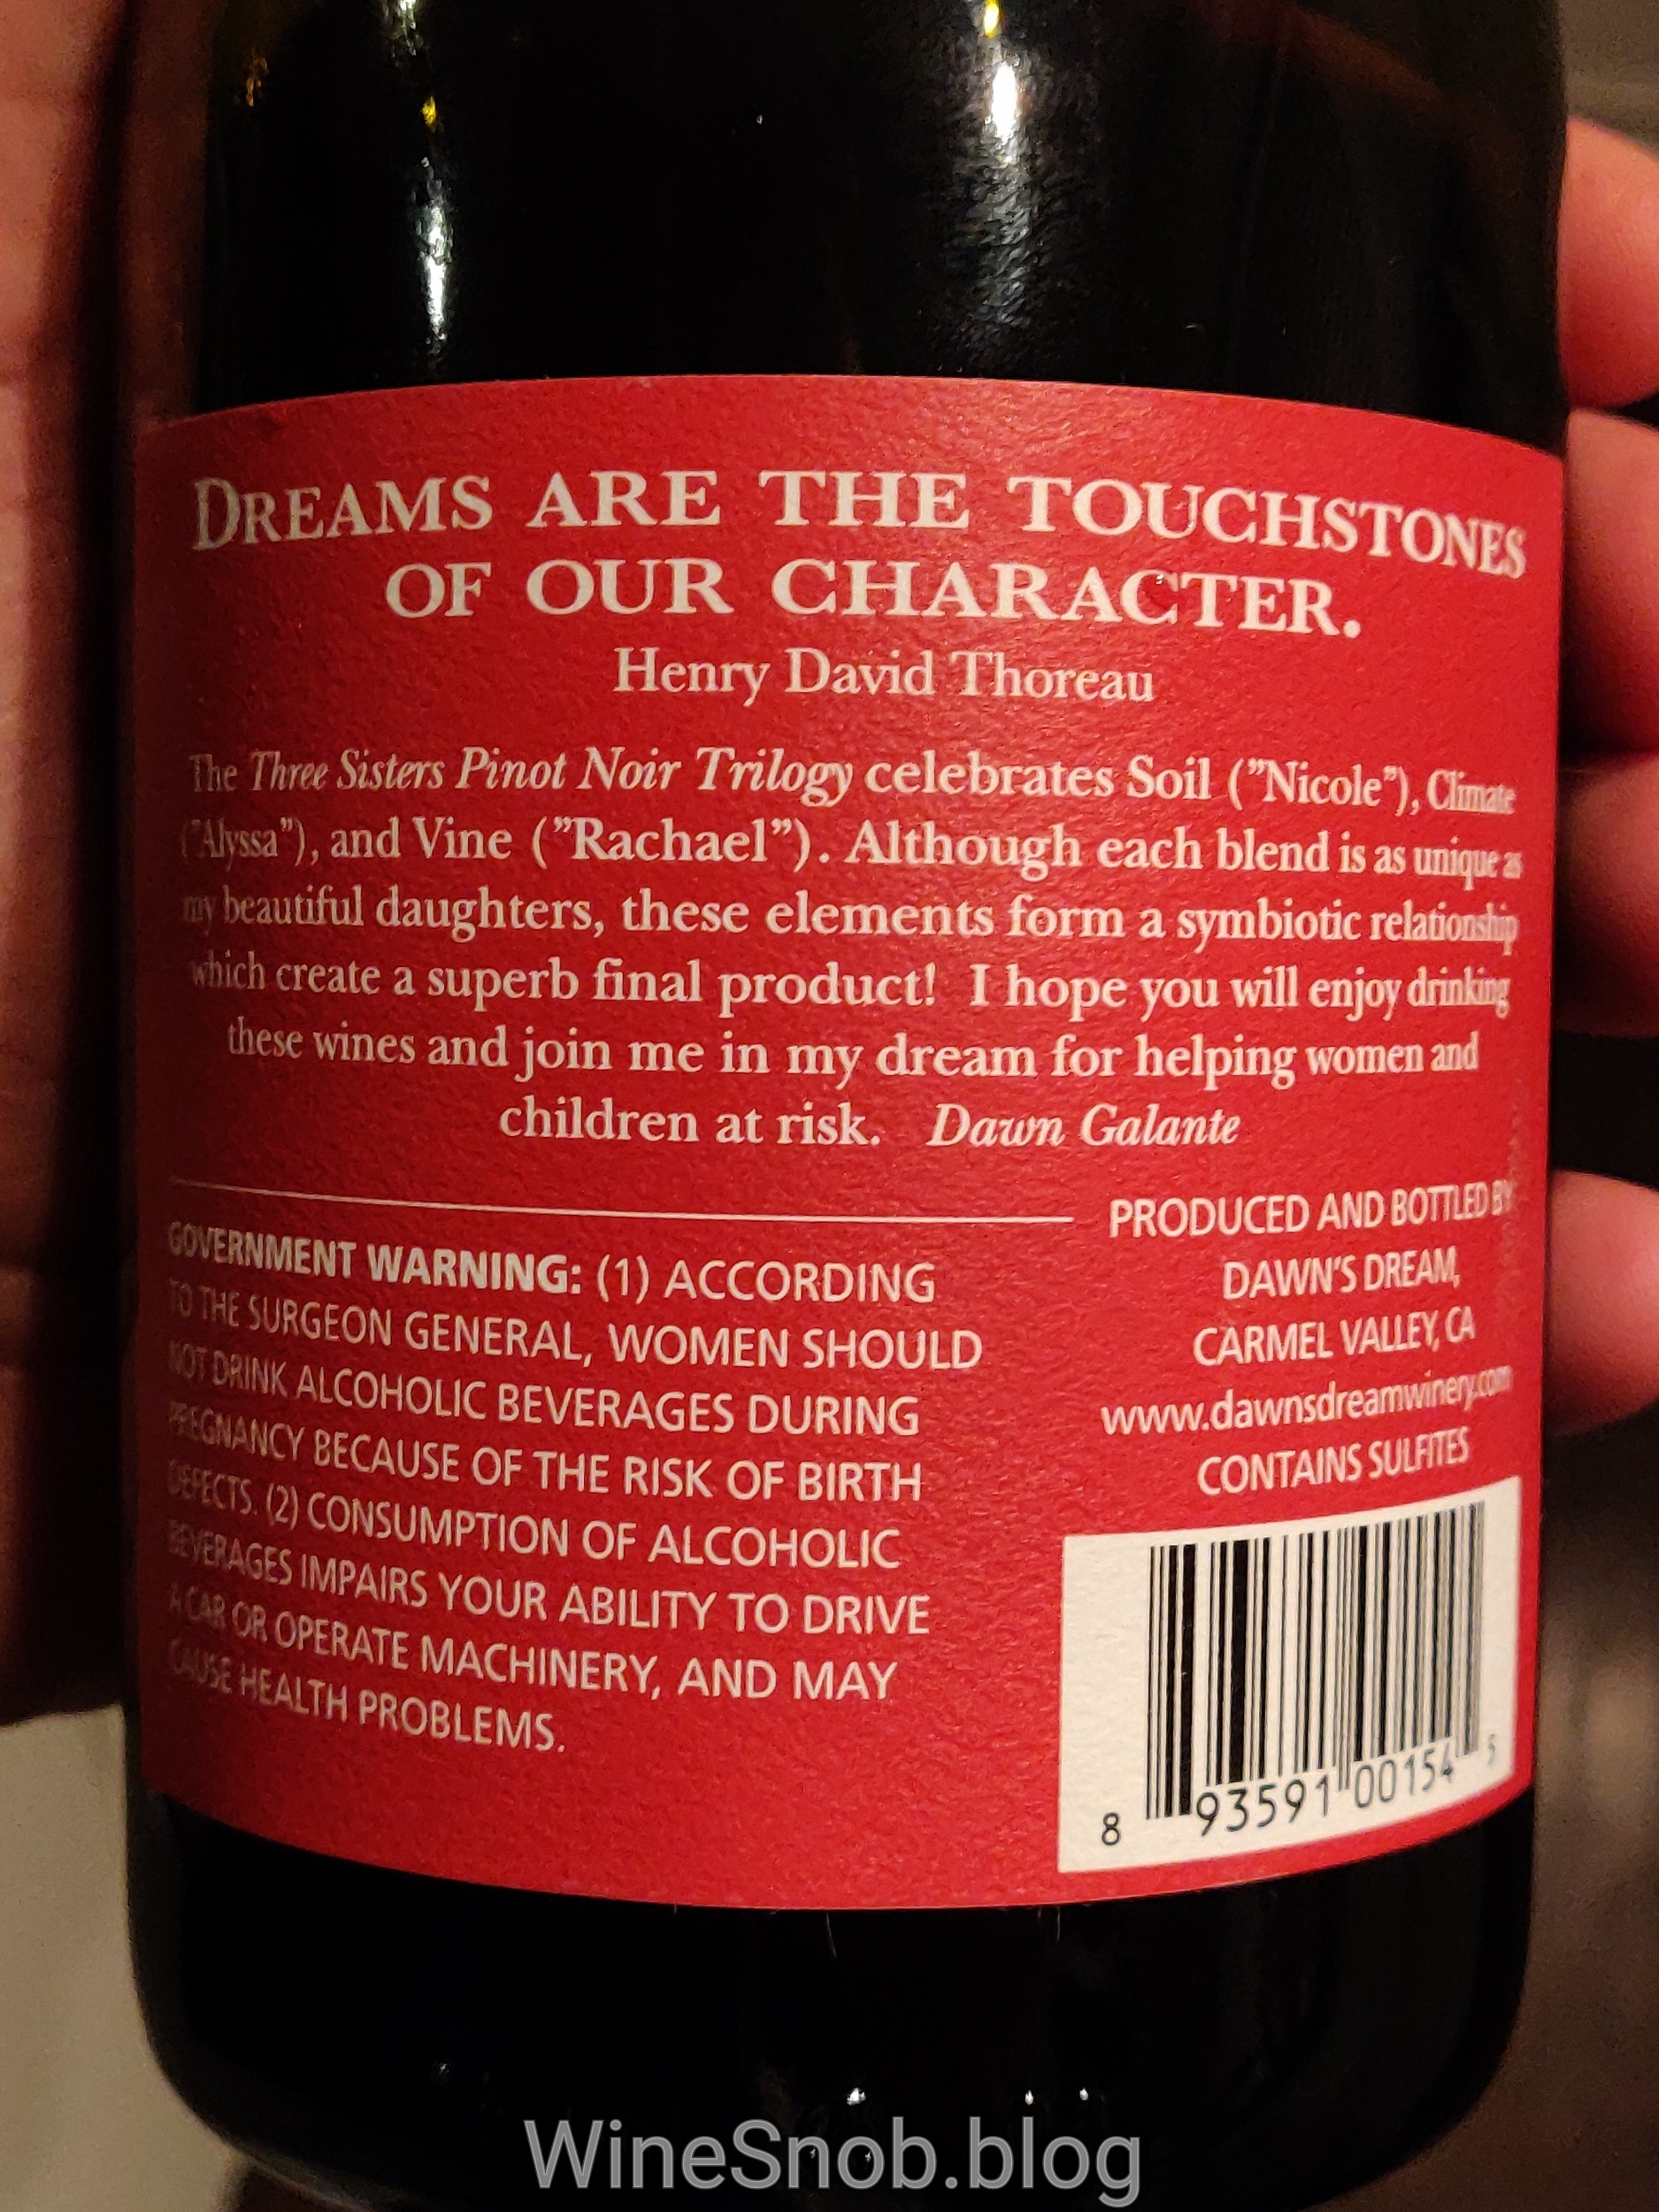 DREAMS ARE THE TOUCHSTONES
OF OUR CHARACTER.
Henry David Thoreau
The Three Sisters Pinot Noir Trilogy celebrates Soil ("Nicole"), Climate
("Alyssa"), and Vine ("Rachael"). Although each blend is as unique as
my beautiful daughters, these elements form a symbiotic relationship
which create a superb final product! I hope you will enjoy drinking
these wines and join me in my dream for helping women and
children at risk. Dawn Galante
GOVERNMENT WARNING: (1) ACCORDING
TO THE SURGEON GENERAL, WOMEN SHOULD
NOT DRINK ALCOHOLIC BEVERAGES DURING
PREGNANCY BECAUSE OF THE RISK OF BIRTH
DEFECTS. (2) CONSUMPTION OF ALCOHOLIC
BEVERAGES IMPAIRS YOUR ABILITY TO DRIVE
A CAR OR OPERATE MACHINERY, AND MAY
CAUSE HEALTH PROBLEMS.
PRODUCED AND BOTTLED BY:
DAWN'S DREAM,
CARMEL VALLEY, CA
www.dawnsdreamwinery.com
CONTAINS SULFITES
8 93591 00154 5
WineSnob.blog